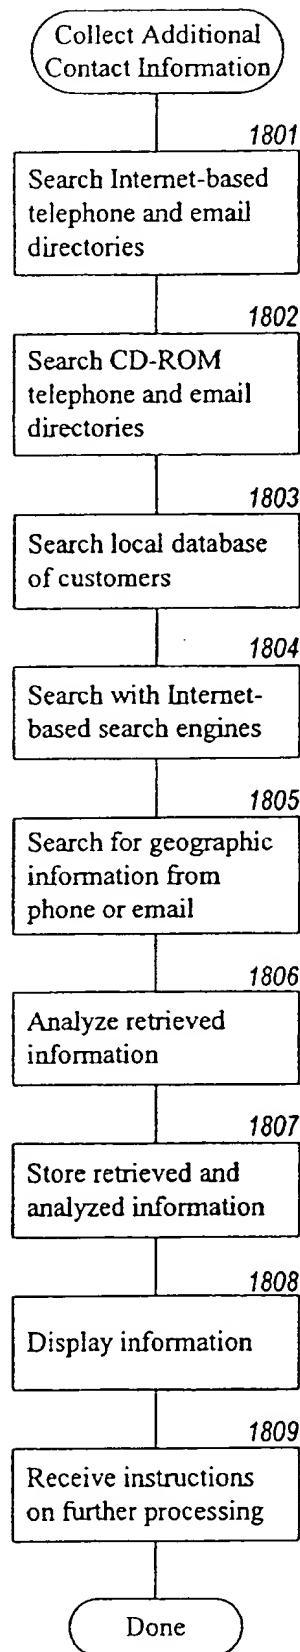 Collect Additional
Contact Information
1801
Search Internet-based
telephone and email
directories
1802
Search CD-ROM
telephone and email
directories
1803
Search local database
of customers
1804
Search with Internet-
based search engines
1805
Search for geographic
information from
phone or email
1806
Analyze retrieved
information
1807
Store retrieved and
analyzed information
1808
Display information
1809
Receive instructions
on further processing
Done